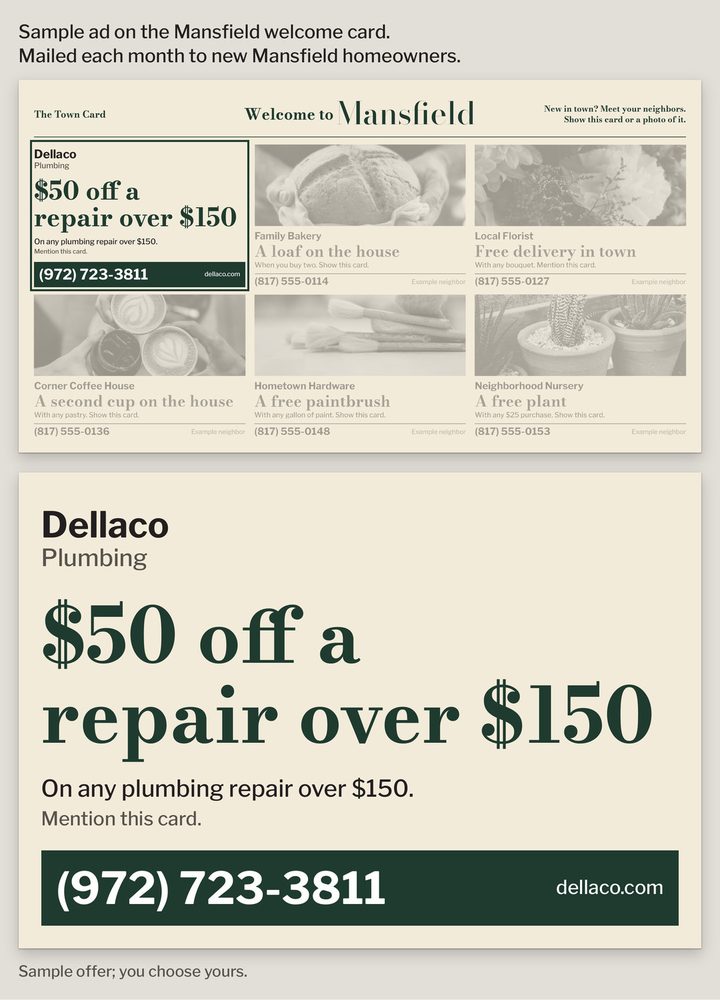 Sample ad on the Mansfield welcome card.
Mailed each month to new Mansfield homeowners.
The Town Card
Welcome to Mansfield
New in town? Meet your neighbors.
Show this card or a photo of it.
Dellaco
Plumbing
$50 off a
repair over $150
On any plumbing repair over $150.
Mention this card.
(972) 723-3811
dellaco.com
Family Bakery
A loaf on the house
When you buy two. Show this card.
(817) 555-0114
Example neighbor
Local Florist
Free delivery in town
With any bouquet. Mention this card.
(817) 555-0127
Example neighbor
Corner Coffee House
A second cup on the house
With any pastry. Show this card.
(817) 555-0136
Example neighbor
Hometown Hardware
A free paintbrush
With any gallon of paint. Show this card.
(817) 555-0148
Example neighbor
Neighborhood Nursery
A free plant
With any $25 purchase. Show this card.
(817) 555-0153
Example neighbor
Dellaco
Plumbing
$50 off a
repair over $150
On any plumbing repair over $150.
Mention this card.
(972) 723-3811
dellaco.com
Sample offer; you choose yours.